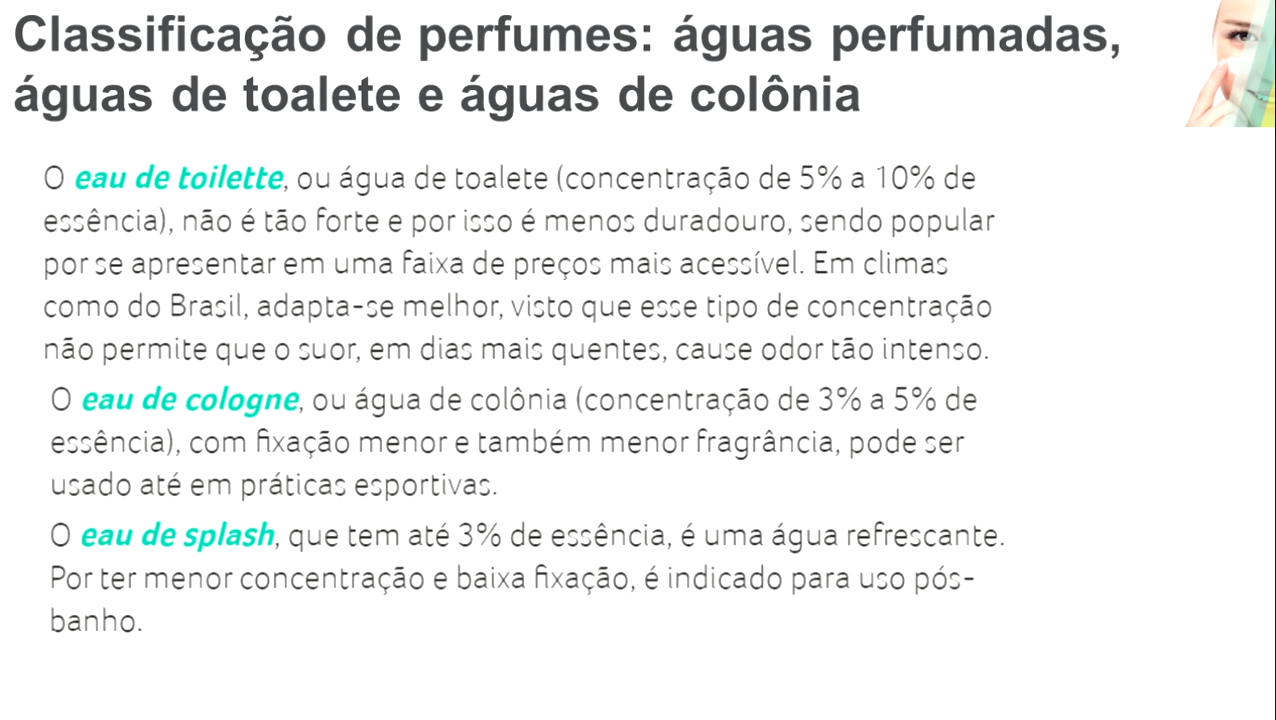 Classificação de perfumes: águas perfumadas,
águas de toalete e águas de colônia
O eau de toilette, ou água de toalete (concentração de 5% a 10% de
essência), não é tão forte e por isso é menos duradouro, sendo popular
por se apresentar em uma faixa de preços mais acessível. Em climas
como do Brasil, adapta-se melhor, visto que esse tipo de concentração
não permite que o suor, em dias mais quentes, cause odor tão intenso.
O eau de cologne, ou água de colônia (concentração de 3% a 5% de
essência), com fixação menor e também menor fragrância, pode ser
usado até em práticas esportivas.
O eau de splash, que tem até 3% de essência, é uma água refrescante.
Por ter menor concentração e baixa fixação, é indicado para uso pós-
banho.